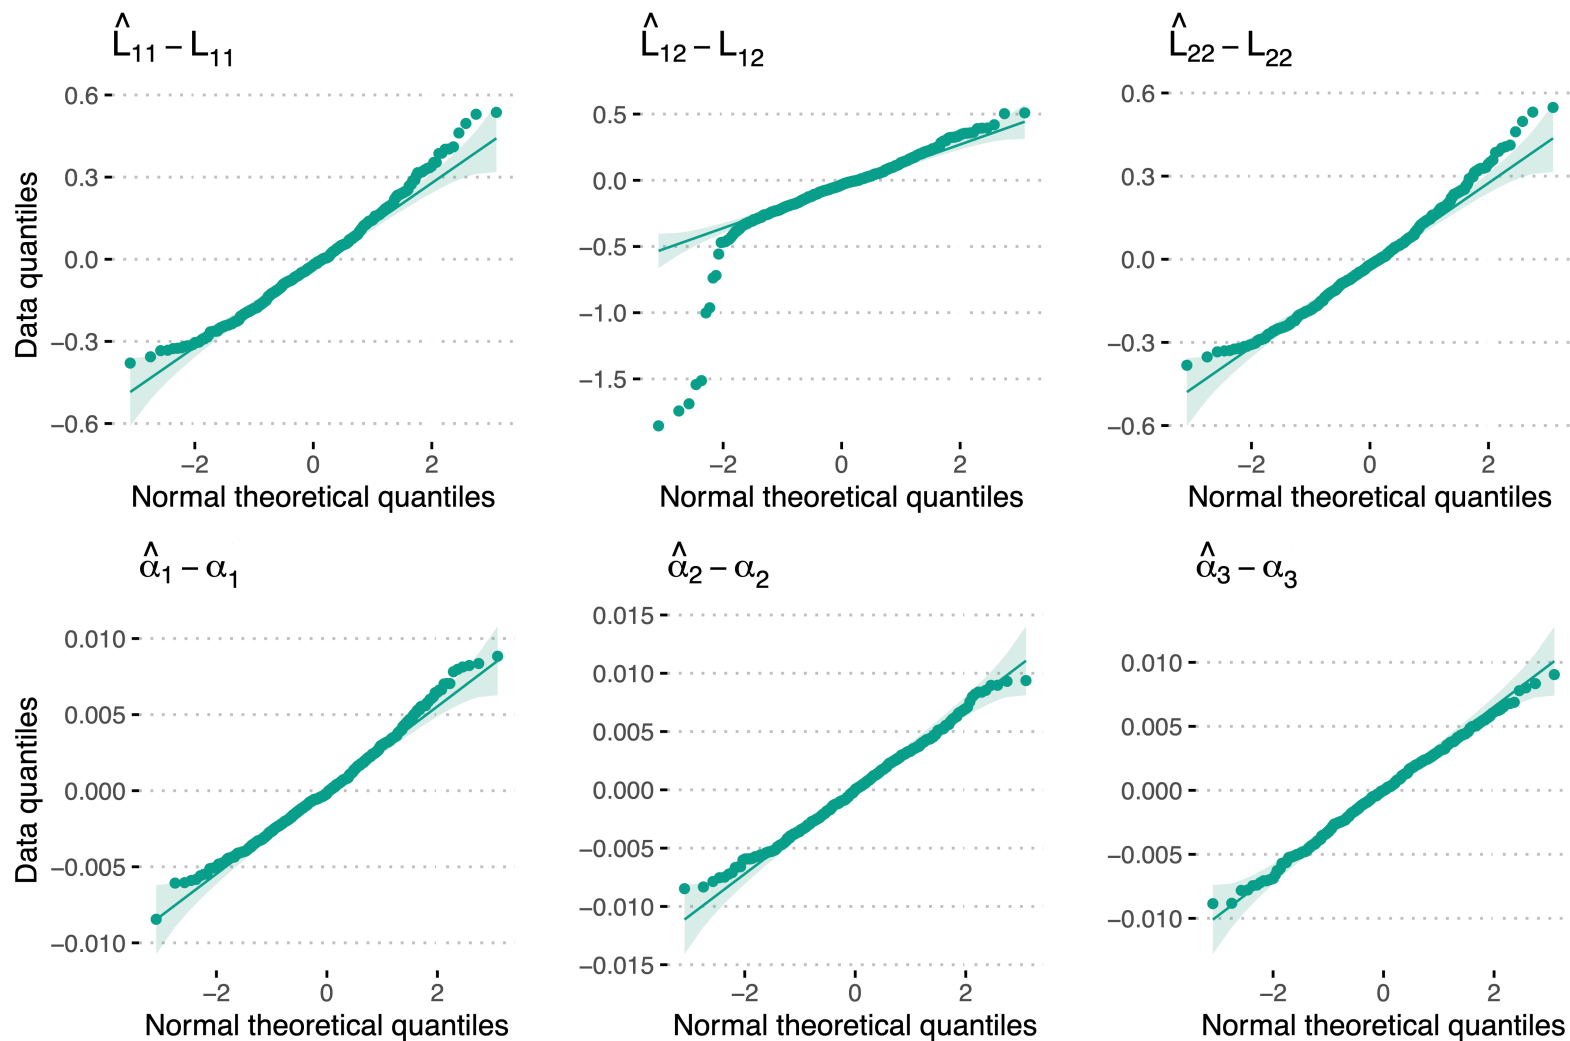 L̂₁₁ – L₁₁
0.6
0.3
0.0
−0.3
−0.6
Data quantiles
−2 0 2
Normal theoretical quantiles
L̂₁₂ – L₁₂
0.5
0.0
−0.5
−1.0
−1.5
−2 0 2
Normal theoretical quantiles
L̂₂₂ – L₂₂
0.6
0.3
0.0
−0.3
−0.6
−2 0 2
Normal theoretical quantiles
α̂₁ – α₁
0.010
0.005
0.000
−0.005
−0.010
Data quantiles
−2 0 2
Normal theoretical quantiles
α̂₂ – α₂
0.015
0.010
0.005
0.000
−0.005
−0.010
−0.015
−2 0 2
Normal theoretical quantiles
α̂₃ – α₃
0.010
0.005
0.000
−0.005
−0.010
−2 0 2
Normal theoretical quantiles